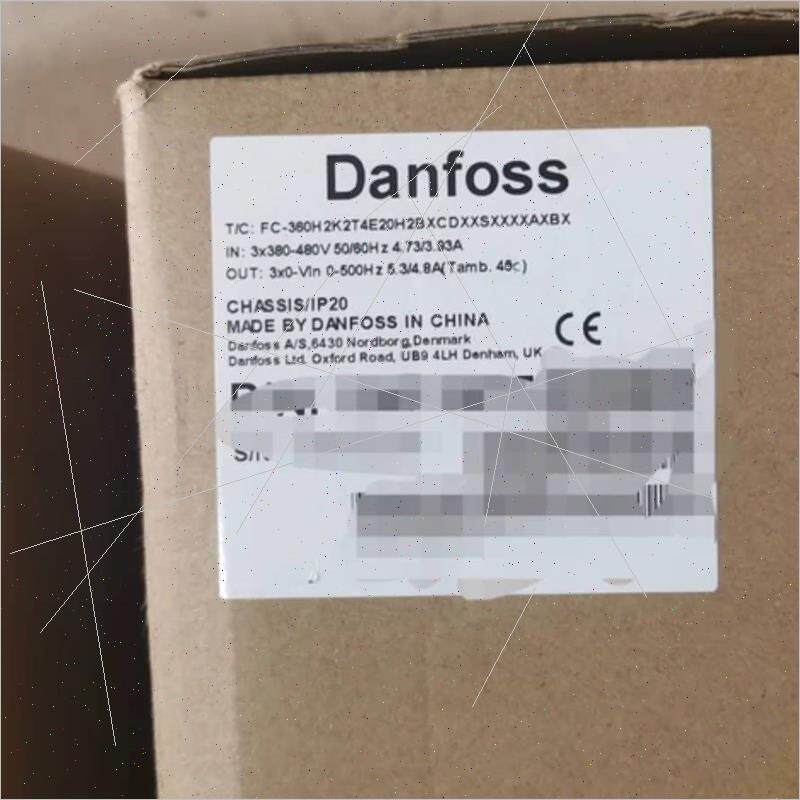 Danfoss
T/C: FC-360H2K2T4E20H2BXCDXXSXXXXAXBX
IN: 3x380-480V 50/60Hz 4.73/3.93A
OUT: 3x0-Vin 0-500Hz 5.3/4.8A(Tamb. 45c)
CHASSIS/IP20
MADE BY DANFOSS IN CHINA
CE
Danfoss A/S,6430 Nordborg,Denmark
Danfoss Ltd. Oxford Road, UB9 4LH Denham, UK